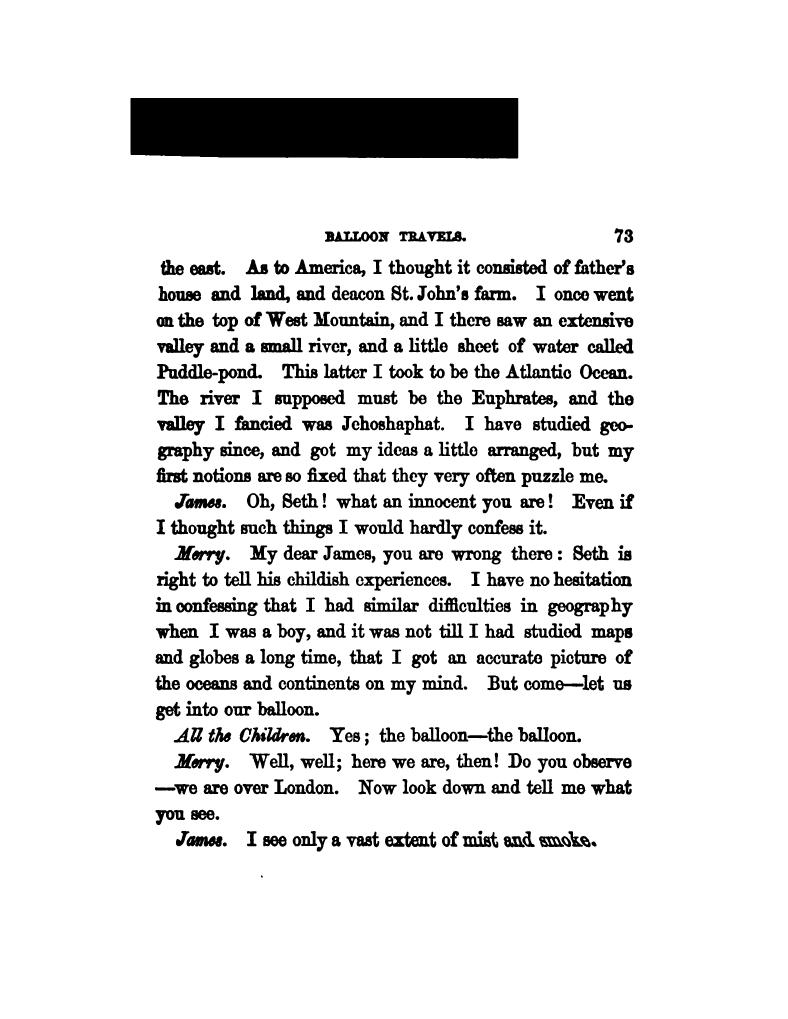 BALLOON TRAVELS. 73
the east. As to America, I thought it consisted of father's
house and land, and deacon St. John's farm. I once went
on the top of West Mountain, and I there saw an extensive
valley and a small river, and a little sheet of water called
Puddle-pond. This latter I took to be the Atlantic Ocean.
The river I supposed must be the Euphrates, and the
valley I fancied was Jehoshaphat. I have studied geo-
graphy since, and got my ideas a little arranged, but my
first notions are so fixed that they very often puzzle me.
James. Oh, Seth! what an innocent you are! Even if
I thought such things I would hardly confess it.
Merry. My dear James, you are wrong there: Seth is
right to tell his childish experiences. I have no hesitation
in confessing that I had similar difficulties in geography
when I was a boy, and it was not till I had studied maps
and globes a long time, that I got an accurate picture of
the oceans and continents on my mind. But come—let us
get into our balloon.
All the Children. Yes; the balloon—the balloon.
Merry. Well, well; here we are, then! Do you observe
—we are over London. Now look down and tell me what
you see.
James. I see only a vast extent of mist and smoke.